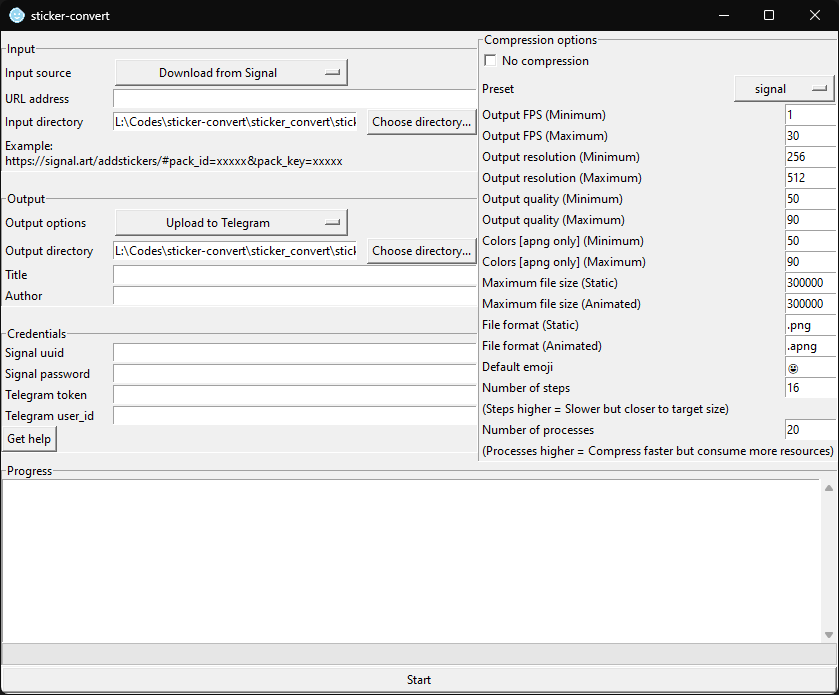 sticker-convert
Input
Input source
Download from Signal
URL address
Input directory
L:\Codes\sticker-convert\sticker_convert\stick
Choose directory...
Example:
https://signal.art/addstickers/#pack_id=xxxxx&pack_key=xxxxx
Output
Output options
Upload to Telegram
Output directory
L:\Codes\sticker-convert\sticker_convert\stick
Choose directory...
Title
Author
Credentials
Signal uuid
Signal password
Telegram token
Telegram user_id
Get help
Compression options
No compression
Preset
signal
Output FPS (Minimum)
1
Output FPS (Maximum)
30
Output resolution (Minimum)
256
Output resolution (Maximum)
512
Output quality (Minimum)
50
Output quality (Maximum)
90
Colors [apng only] (Minimum)
50
Colors [apng only] (Maximum)
90
Maximum file size (Static)
300000
Maximum file size (Animated)
300000
File format (Static)
.png
File format (Animated)
.apng
Default emoji
😀
Number of steps
16
(Steps higher = Slower but closer to target size)
Number of processes
20
(Processes higher = Compress faster but consume more resources)
Progress
Start